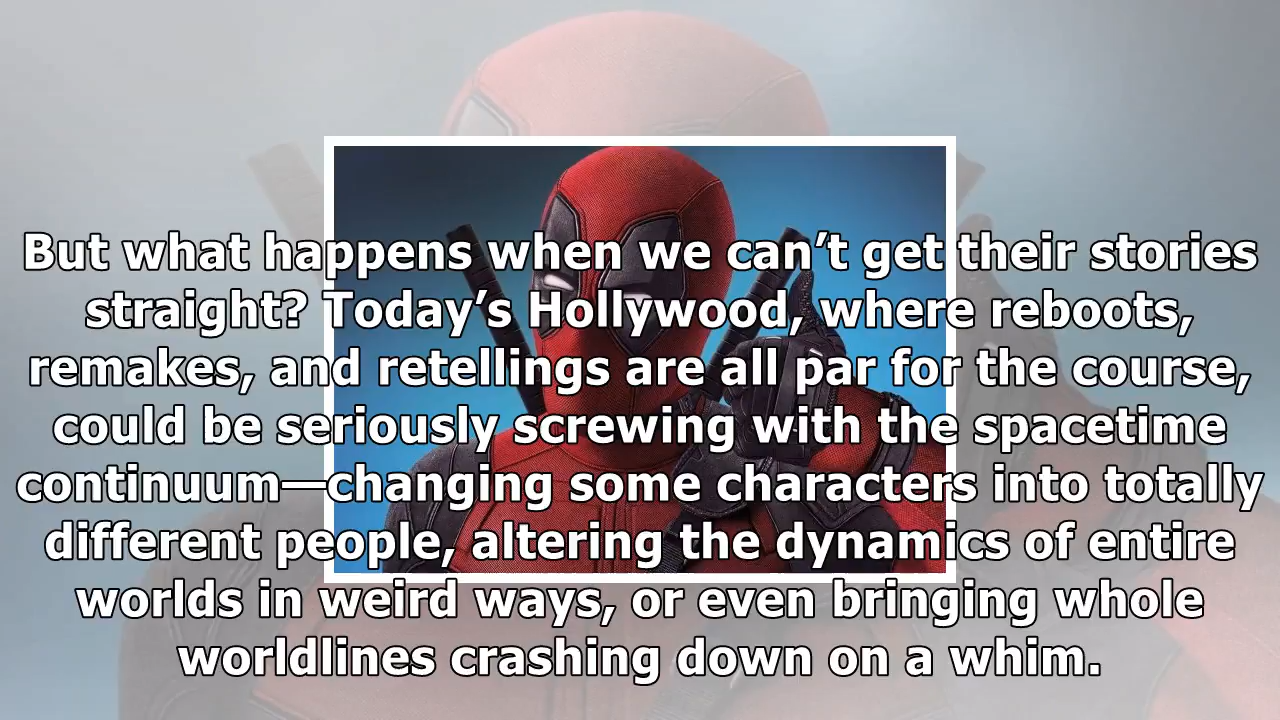 But what happens when we can’t get their stories
straight? Today’s Hollywood, where reboots,
remakes, and retellings are all par for the course,
could be seriously screwing with the spacetime
continuum—changing some characters into totally
different people, altering the dynamics of entire
worlds in weird ways, or even bringing whole
worldlines crashing down on a whim.